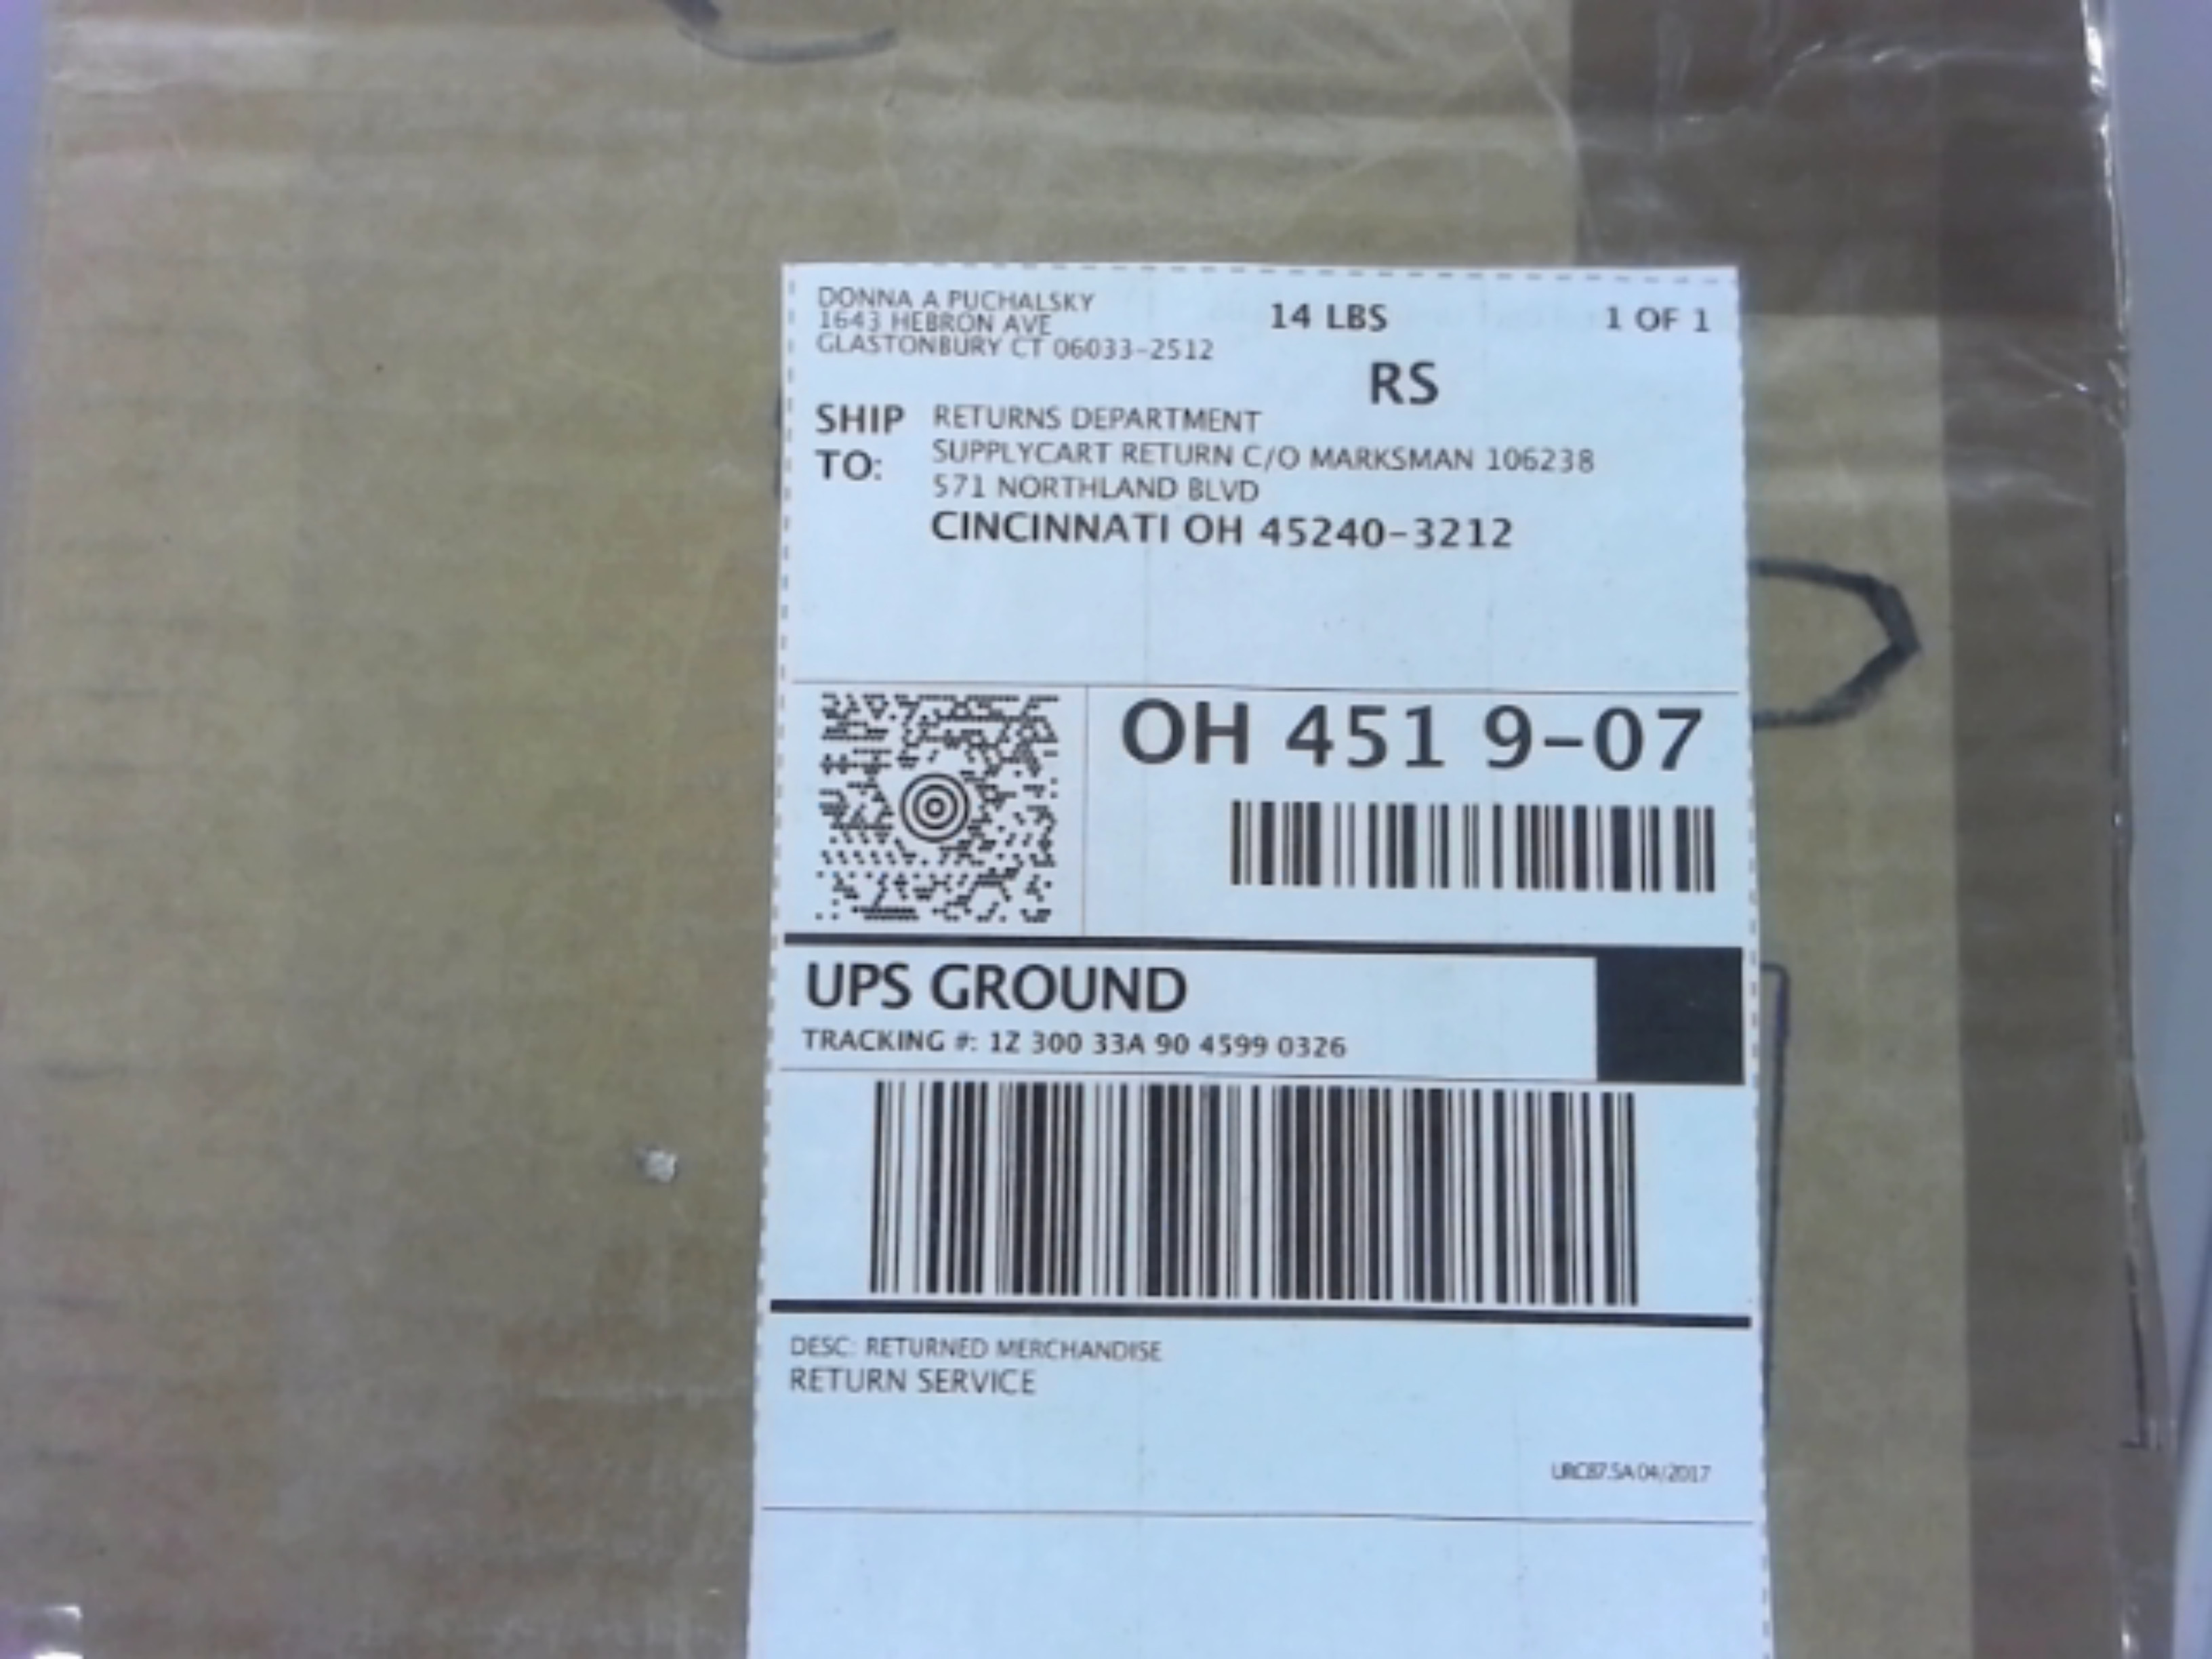 DONNA A PUCHALSKY
1643 HEBRON AVE
GLASTONBURY CT 06033-2512
14 LBS
1 OF 1
RS
SHIP TO:
RETURNS DEPARTMENT
SUPPLYCART RETURN C/O MARKSMAN 106238
571 NORTHLAND BLVD
CINCINNATI OH 45240-3212
OH 451 9-07
UPS GROUND
TRACKING #: 1Z 300 33A 90 4599 0326
DESC: RETURNED MERCHANDISE
RETURN SERVICE
04/2017